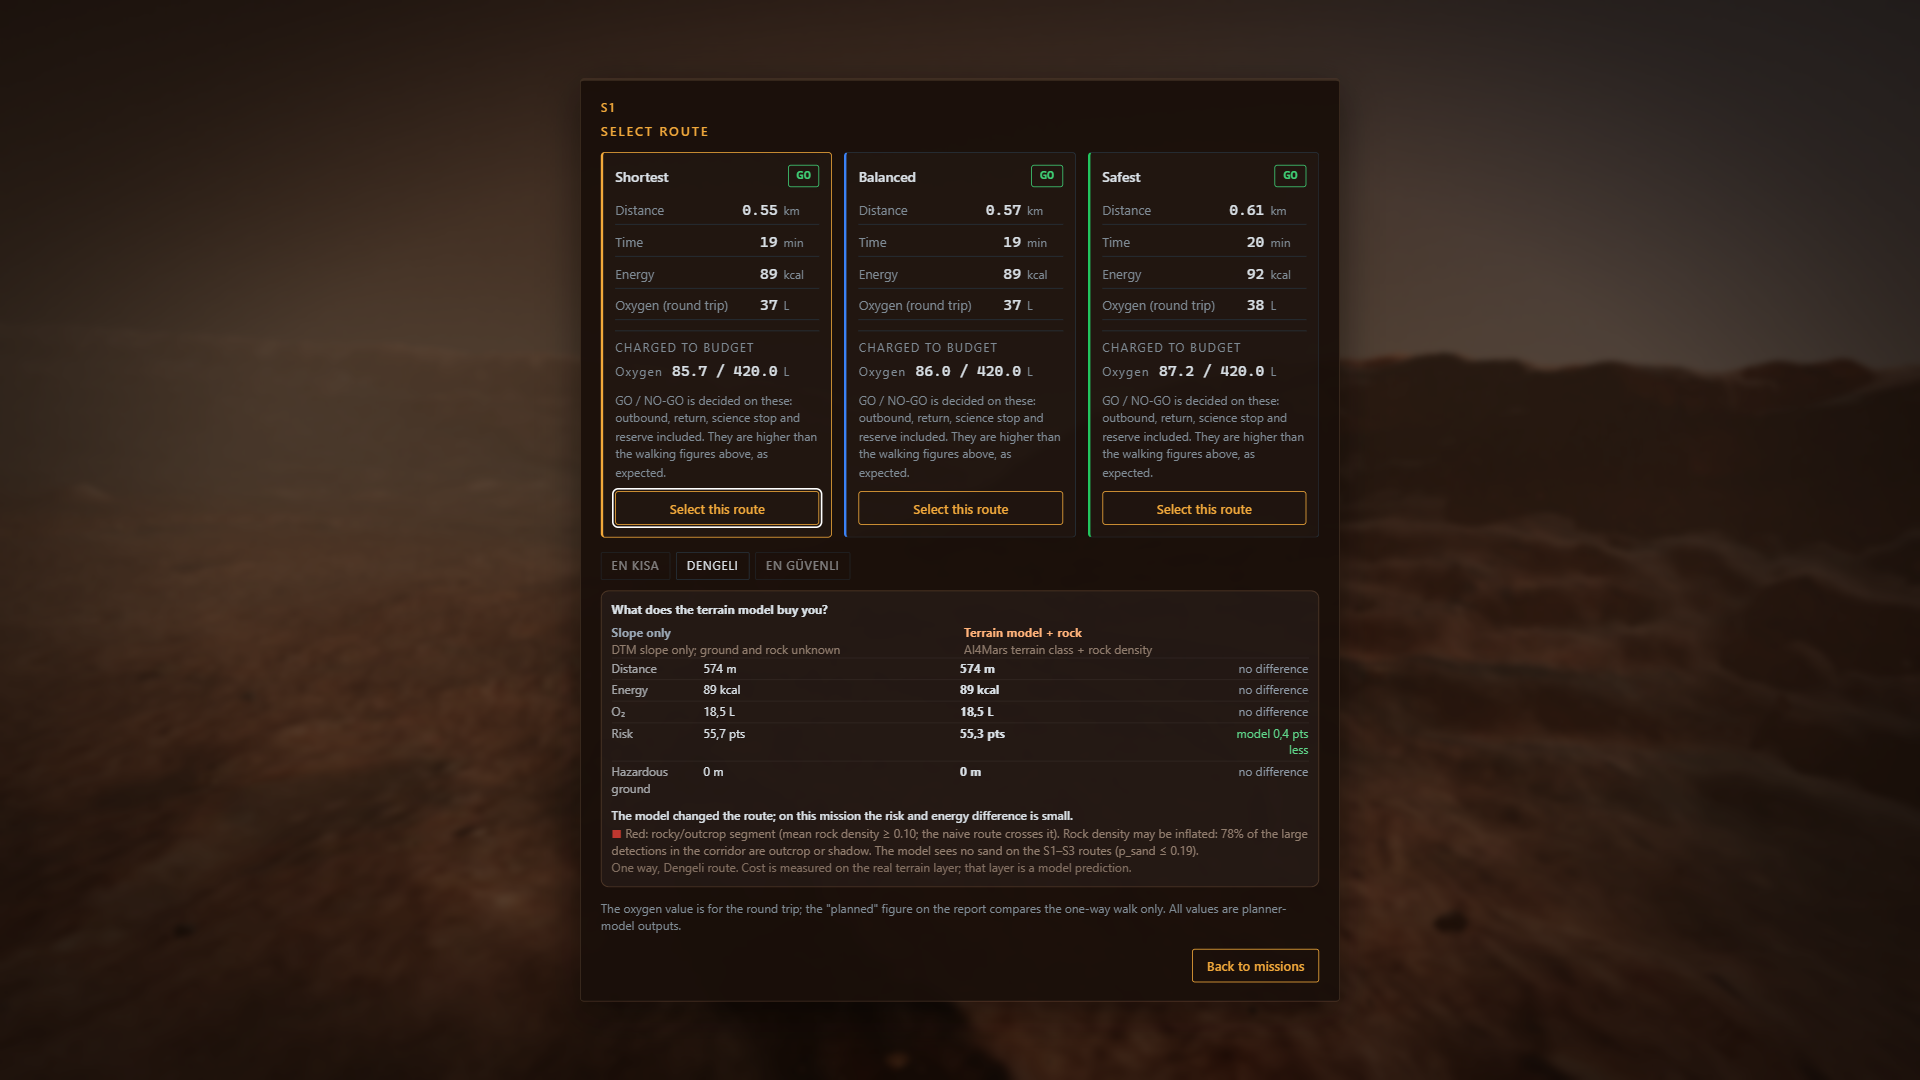 S1
SELECT ROUTE
Shortest GO
Distance 0.55 km
Time 19 min
Energy 89 kcal
Oxygen (round trip) 37 L
CHARGED TO BUDGET
Oxygen 85.7 / 420.0 L
GO / NO-GO is decided on these:
outbound, return, science stop and
reserve included. They are higher than
the walking figures above, as
expected.
Select this route
Balanced GO
Distance 0.57 km
Time 19 min
Energy 89 kcal
Oxygen (round trip) 37 L
CHARGED TO BUDGET
Oxygen 86.0 / 420.0 L
GO / NO-GO is decided on these:
outbound, return, science stop and
reserve included. They are higher than
the walking figures above, as
expected.
Select this route
Safest GO
Distance 0.61 km
Time 20 min
Energy 92 kcal
Oxygen (round trip) 38 L
CHARGED TO BUDGET
Oxygen 87.2 / 420.0 L
GO / NO-GO is decided on these:
outbound, return, science stop and
reserve included. They are higher than
the walking figures above, as
expected.
Select this route
EN KISA DENGELİ EN GÜVENLİ
What does the terrain model buy you?
Slope only Terrain model + rock
DTM slope only; ground and rock unknown AI4Mars terrain class + rock density
Distance 574 m 574 m no difference
Energy 89 kcal 89 kcal no difference
O₂ 18,5 L 18,5 L no difference
Risk 55,7 pts 55,3 pts model 0,4 pts
less
Hazardous 0 m 0 m no difference
ground
The model changed the route; on this mission the risk and energy difference is small.
Red: rocky/outcrop segment (mean rock density ≥ 0.10; the naive route crosses it). Rock density may be inflated: 78% of the large
detections in the corridor are outcrop or shadow. The model sees no sand on the S1–S3 routes (p_sand ≤ 0.19).
One way, Dengeli route. Cost is measured on the real terrain layer; that layer is a model prediction.
The oxygen value is for the round trip; the "planned" figure on the report compares the one-way walk only. All values are planner-
model outputs.
Back to missions